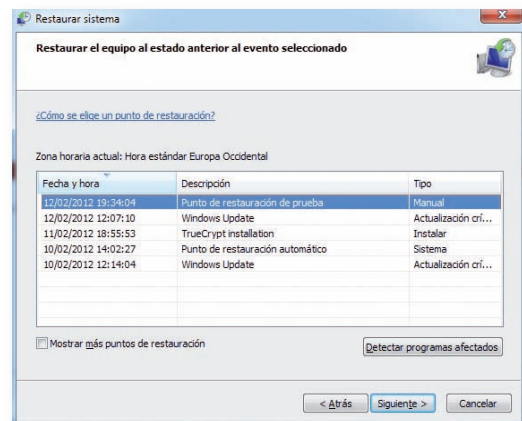 Restaurar sistema
Restaurar el equipo al estado anterior al evento seleccionado
¿Cómo se elige un punto de restauración?
Zona horaria actual: Hora estándar Europa Occidental
Fecha y hora Descripción Tipo
12/02/2012 19:34:04 Punto de restauración de prueba Manual
12/02/2012 12:07:10 Windows Update Actualización crí...
11/02/2012 18:55:53 TrueCrypt installation Instalar
10/02/2012 14:02:27 Punto de restauración automático Sistema
10/02/2012 12:14:04 Windows Update Actualización crí...
Mostrar más puntos de restauración Detectar programas afectados
< Atrás Siguiente > Cancelar